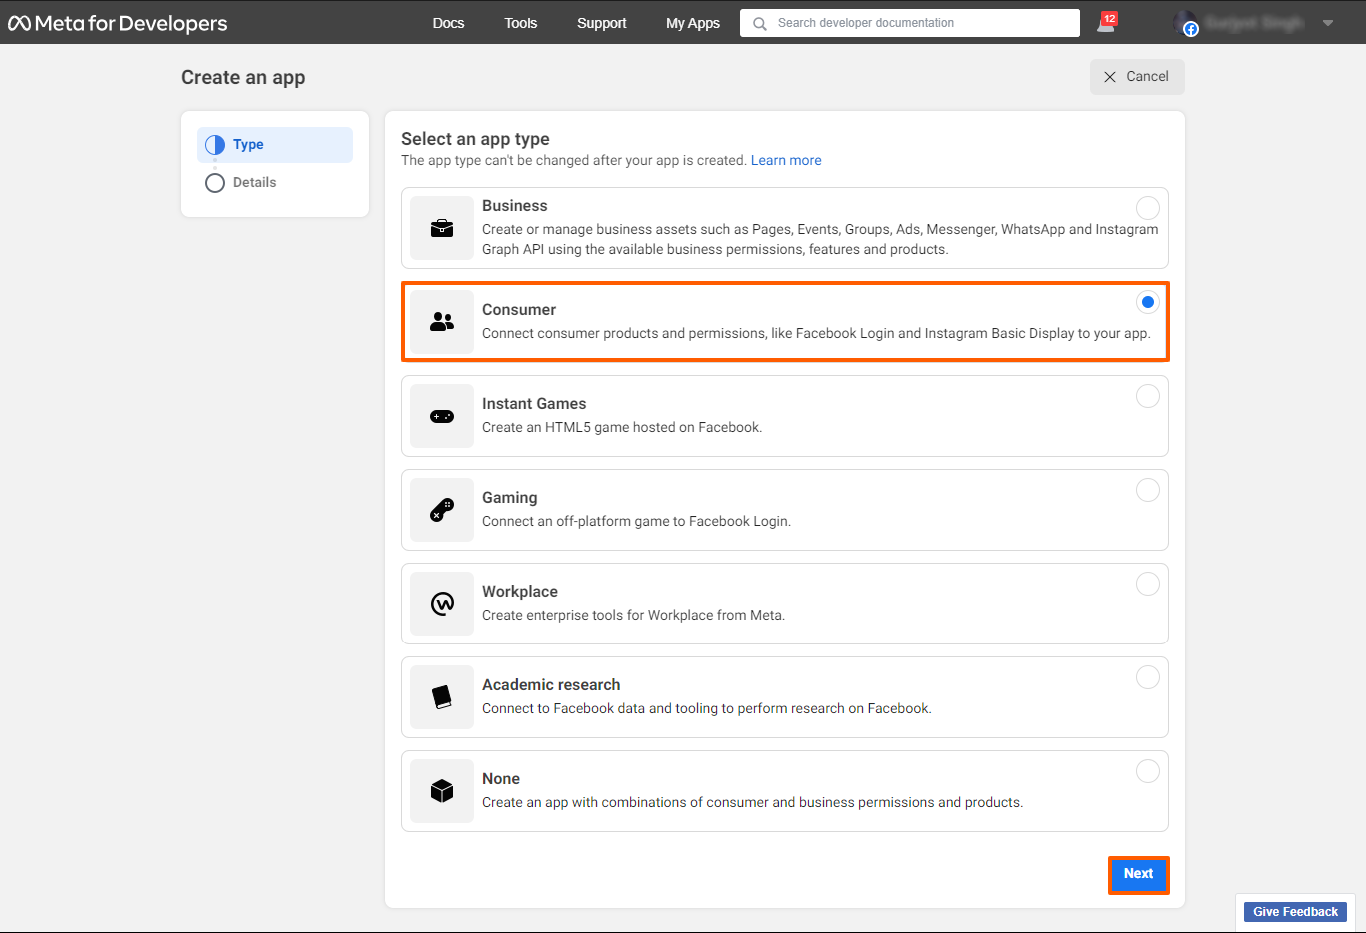 Meta for Developers
Docs
Tools
Support
My Apps
Search developer documentation
12
Create an app
Cancel
Type
Details
Select an app type
The app type can't be changed after your app is created. Learn more
Business
Create or manage business assets such as Pages, Events, Groups, Ads, Messenger, WhatsApp and Instagram
Graph API using the available business permissions, features and products.
Consumer
Connect consumer products and permissions, like Facebook Login and Instagram Basic Display to your app.
Instant Games
Create an HTML5 game hosted on Facebook.
Gaming
Connect an off-platform game to Facebook Login.
Workplace
Create enterprise tools for Workplace from Meta.
Academic research
Connect to Facebook data and tooling to perform research on Facebook.
None
Create an app with combinations of consumer and business permissions and products.
Next
Give Feedback